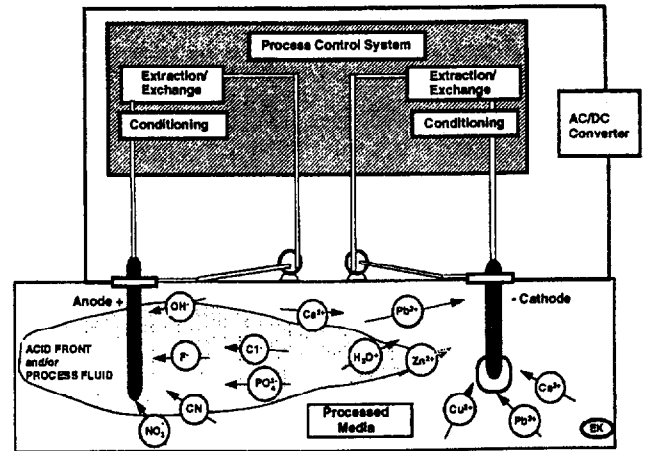 Process Control System
Extraction/
Exchange
Extraction/
Exchange
Conditioning
Conditioning
AC/DC
Converter
Anode +
- Cathode
OH⁻
Ca²⁺
Pb²⁺
ACID FRONT
and/or
PROCESS FLUID
F⁻
C1⁻
H₃O⁺
Zn²⁺
PO₄³⁻
CN
NO₃⁻
Processed
Media
Cu²⁺
Pb²⁺
Ca²⁺
EK